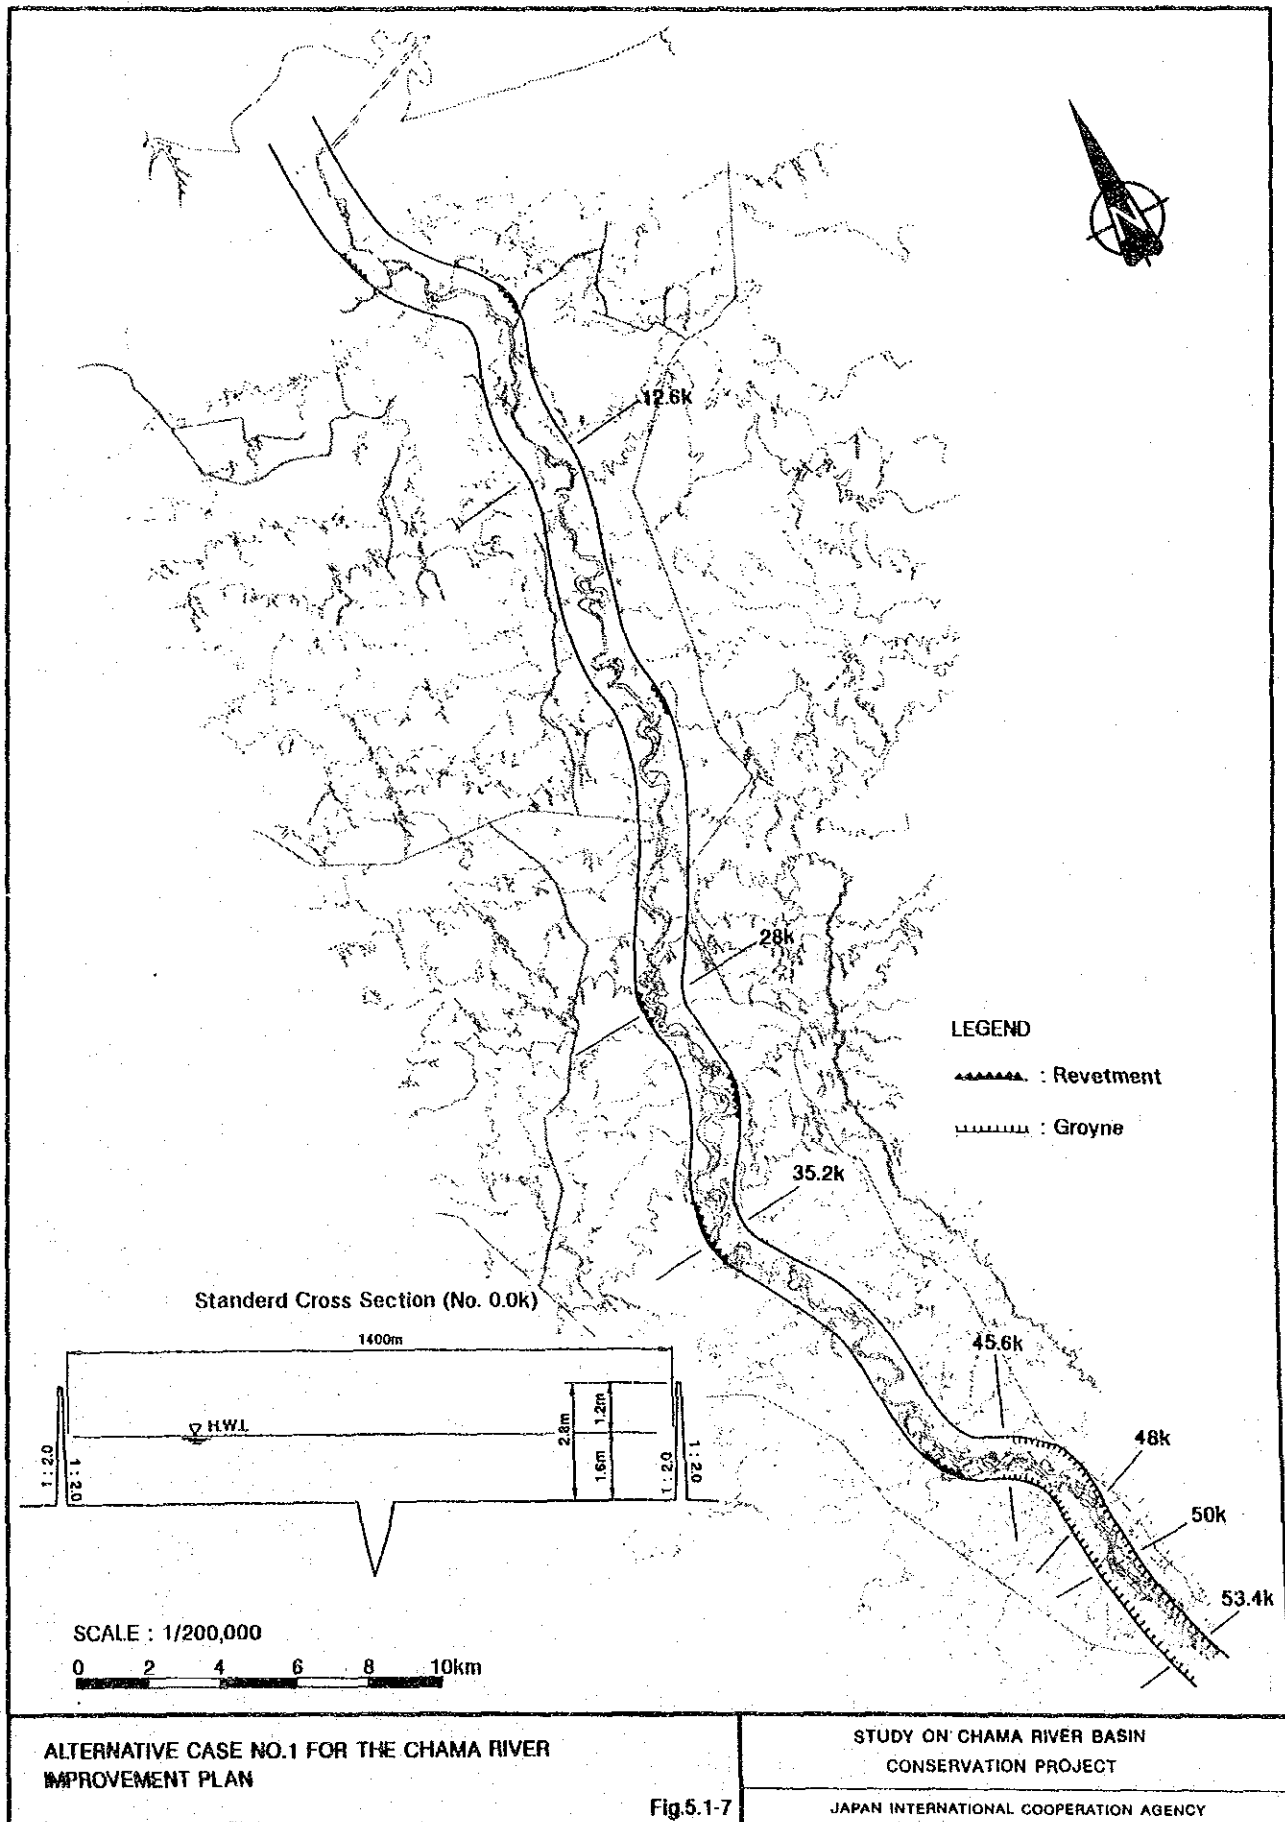 N
12.6k
28k
LEGEND
: Revetment
: Groyne
35.2k
Standerd Cross Section (No. 0.0k)
1400m
45.6k
H.W.L.
2.8m
1.2m
1.6m
1 : 2.0
1 : 2.0
1 : 2.0
1 : 2.0
48k
50k
53.4k
SCALE : 1/200,000
0 2 4 6 8 10km
ALTERNATIVE CASE NO.1 FOR THE CHAMA RIVER
IMPROVEMENT PLAN
Fig.5.1-7
STUDY ON CHAMA RIVER BASIN
CONSERVATION PROJECT
JAPAN INTERNATIONAL COOPERATION AGENCY